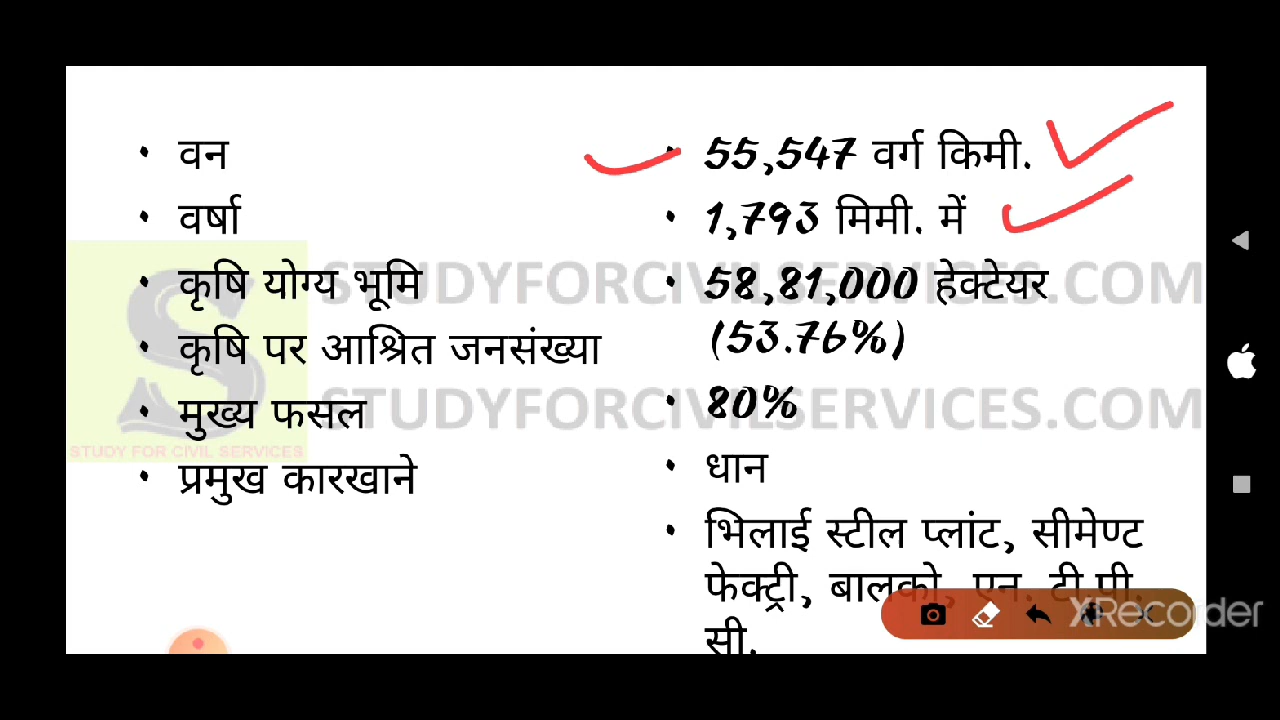 वन
वर्षा
कृषि योग्य भूमि
कृषि पर आश्रित जनसंख्या
मुख्य फसल
प्रमुख कारखाने
55,547 वर्ग किमी.
1,793 मिमी. में
58,81,000 हेक्टेयर
(53.76%)
80%
धान
भिलाई स्टील प्लांट, सीमेण्ट
फेक्ट्री, बालको, एन. टी.पी.
सी.
STUDYFORCIVILSERVICES.COM
STUDYFORCIVILSERVICES.COM
S
STUDY FOR CIVIL SERVICES
XRecorder